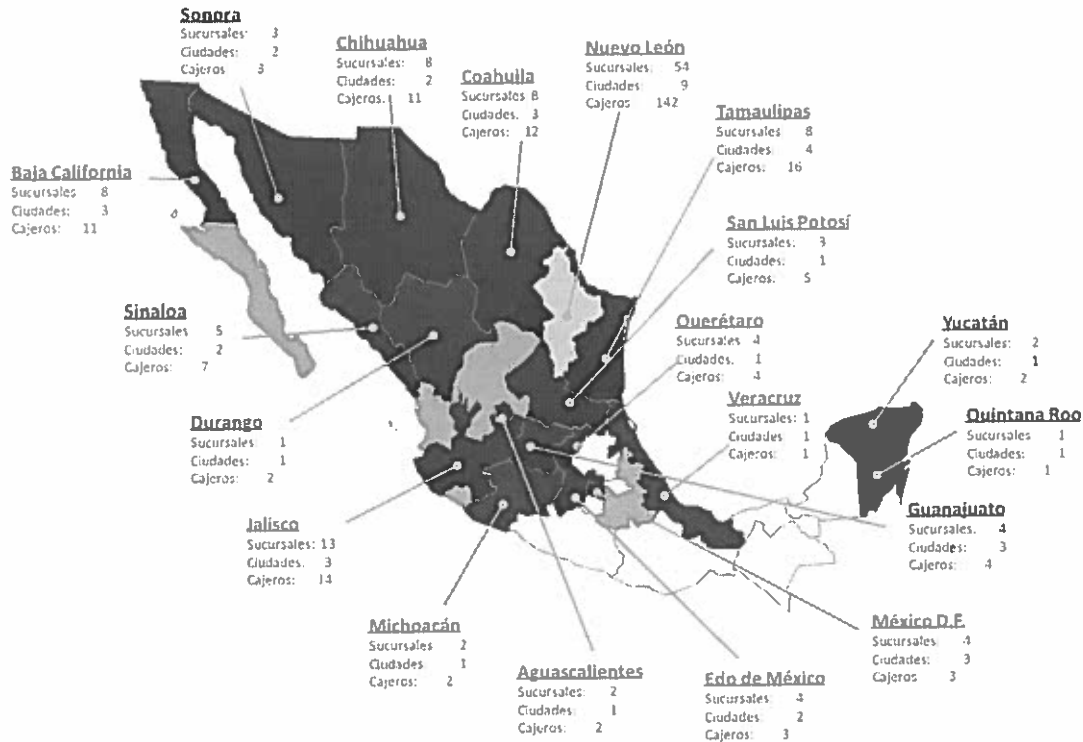 Sonora
Sucursales: 3
Ciudades: 2
Cajeros 3
Chihuahua
Sucursales: 8
Ciudades: 2
Cajeros. 11
Coahuila
Sucursales 8
Ciudades. 3
Cajeros: 12
Nuevo León
Sucursales: 54
Ciudades: 9
Cajeros 142
Tamaulipas
Sucursales 8
Ciudades: 4
Cajeros: 16
Baja California
Sucursales 8
Ciudades: 3
Cajeros: 11
San Luis Potosí
Sucursales: 3
Ciudades: 1
Cajeros: 5
Sinaloa
Sucursales 5
Ciudades: 2
Cajeros: 7
Querétaro
Sucursales 4
Ciudades. 1
Cajeros: 4
Yucatán
Sucursales: 2
Ciudades: 1
Cajeros: 2
Durango
Sucursales: 1
Ciudades: 1
Cajeros: 2
Veracruz
Sucursales: 1
Ciudades: 1
Cajeros: 1
Quintana Roo
Sucursales 1
Ciudades: 1
Cajeros: 1
Jalisco
Sucursales: 13
Ciudades: 3
Cajeros: 14
Guanajuato
Sucursales. 4
Ciudades: 3
Cajeros: 4
Michoacán
Sucursales 2
Ciudades: 1
Cajeros: 2
Aguascalientes
Sucursales: 2
Ciudades: 1
Cajeros: 2
Edo de México
Sucursales: 4
Ciudades: 2
Cajeros: 3
México D.F.
Sucursales: 4
Ciudades: 3
Cajeros 3